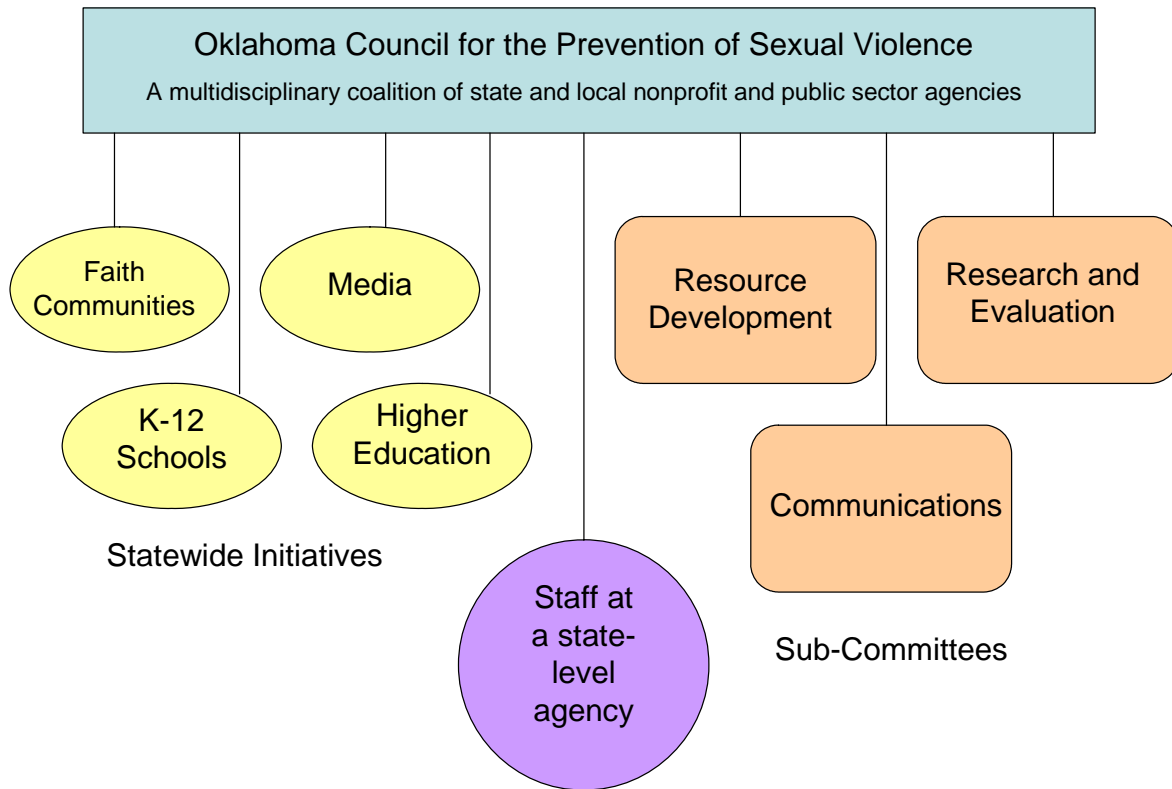 Oklahoma Council for the Prevention of Sexual Violence
A multidisciplinary coalition of state and local nonprofit and public sector agencies
Faith
Communities
Media
K-12
Schools
Higher
Education
Statewide Initiatives
Staff at
a state-
level
agency
Resource
Development
Research and
Evaluation
Communications
Sub-Committees